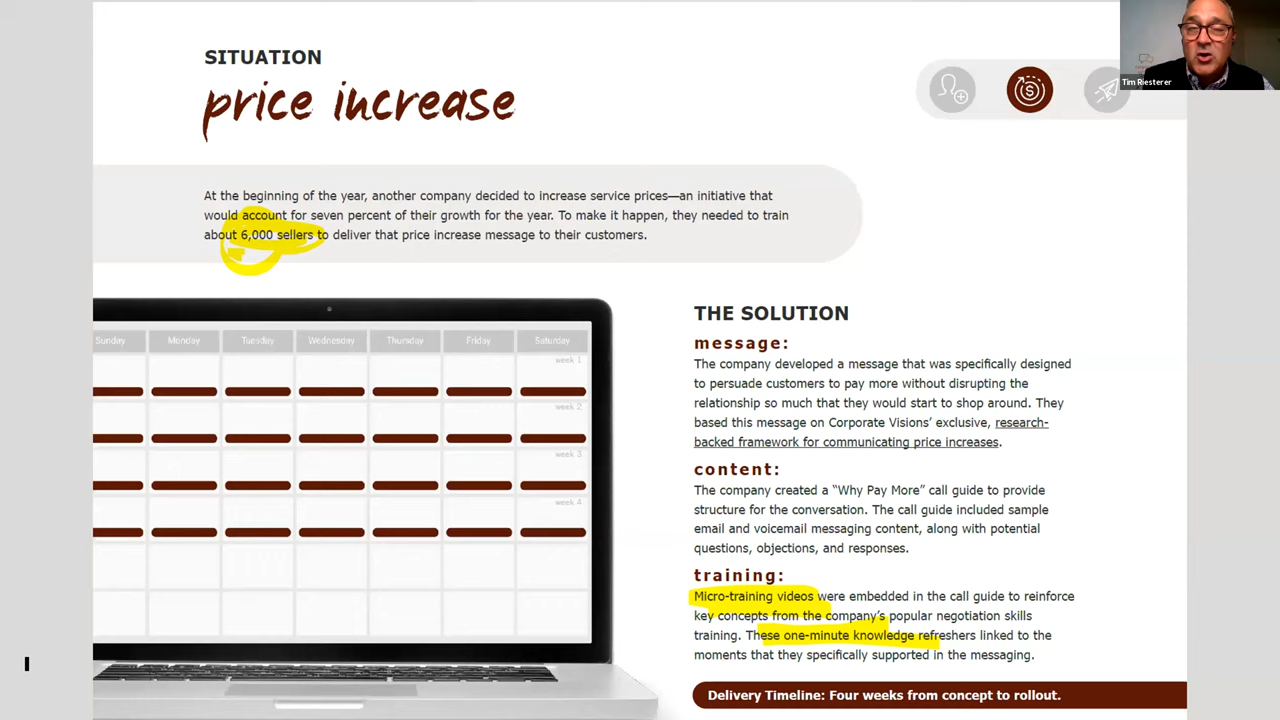 SITUATION
price increase
Tim Riesterer
At the beginning of the year, another company decided to increase service prices—an initiative that
would account for seven percent of their growth for the year. To make it happen, they needed to train
about 6,000 sellers to deliver that price increase message to their customers.
Sunday Monday Tuesday Wednesday Thursday Friday Saturday
week 1
week 2
week 3
week 4
THE SOLUTION
message:
The company developed a message that was specifically designed
to persuade customers to pay more without disrupting the
relationship so much that they would start to shop around. They
based this message on Corporate Visions’ exclusive, research-
backed framework for communicating price increases.
content:
The company created a “Why Pay More” call guide to provide
structure for the conversation. The call guide included sample
email and voicemail messaging content, along with potential
questions, objections, and responses.
training:
Micro-training videos were embedded in the call guide to reinforce
key concepts from the company’s popular negotiation skills
training. These one-minute knowledge refreshers linked to the
moments that they specifically supported in the messaging.
Delivery Timeline: Four weeks from concept to rollout.